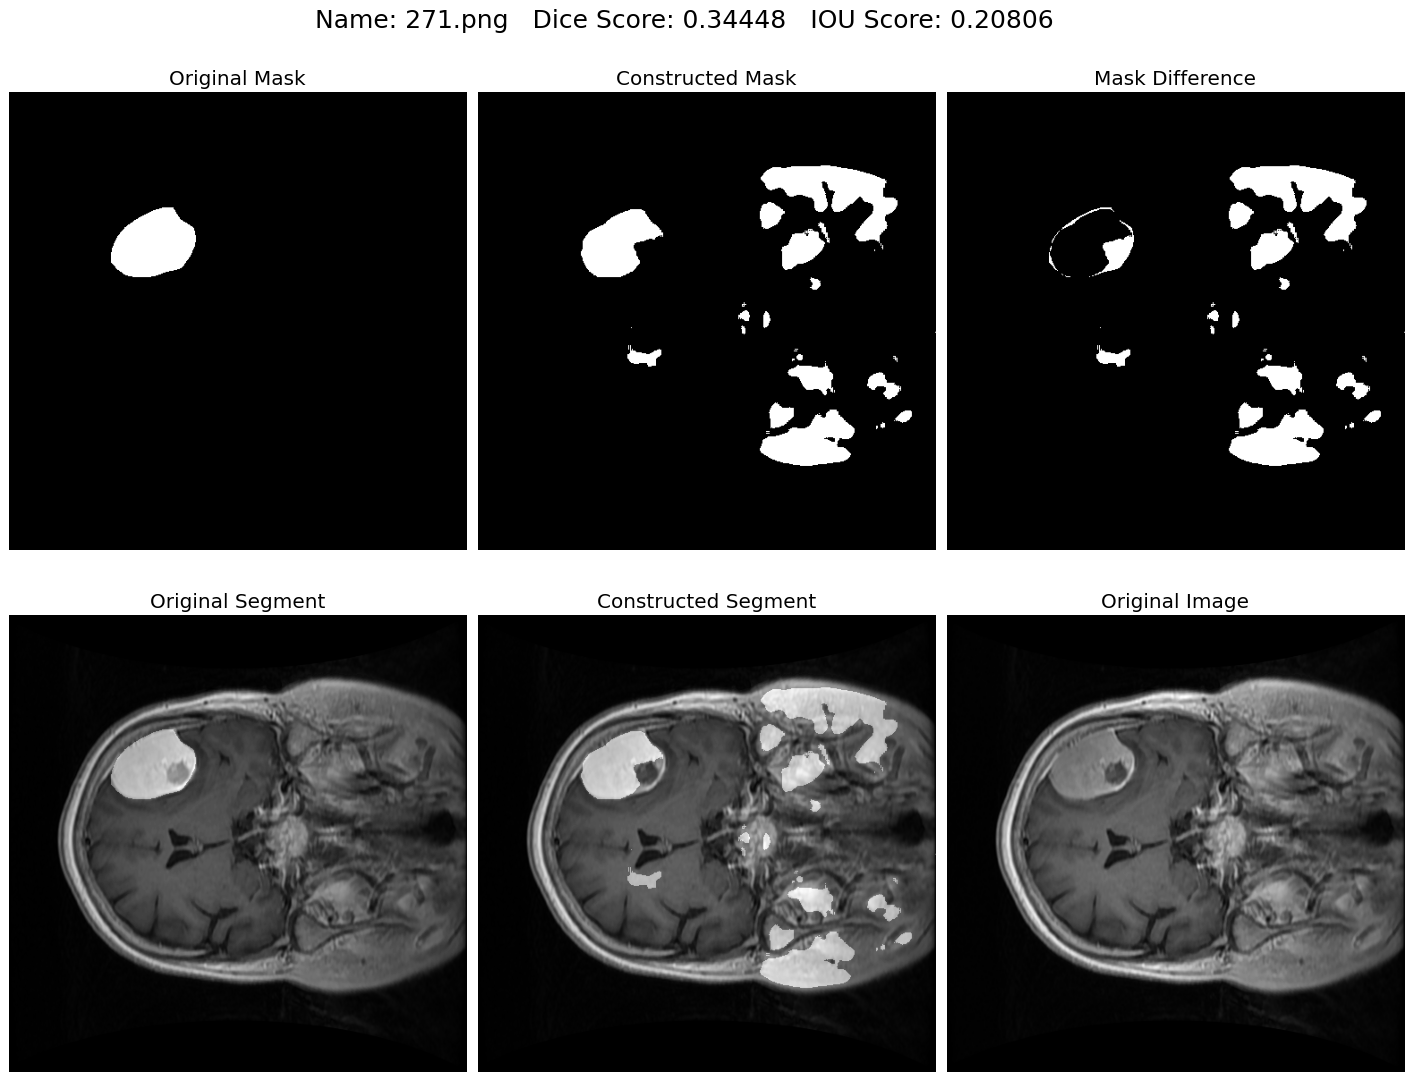 Name: 271.png   Dice Score: 0.34448   IOU Score: 0.20806
Original Mask
Constructed Mask
Mask Difference
Original Segment
Constructed Segment
Original Image